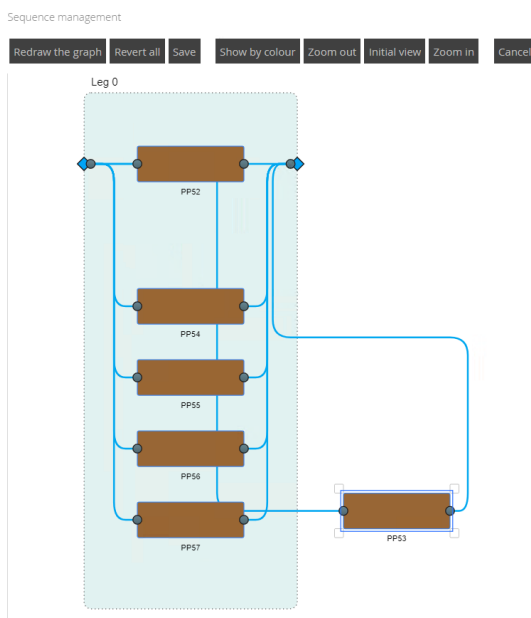 Sequence management
Redraw the graph Revert all Save Show by colour Zoom out Initial view Zoom in Cancel
Leg 0
PP52
PP54
PP55
PP56
PP57
PP53